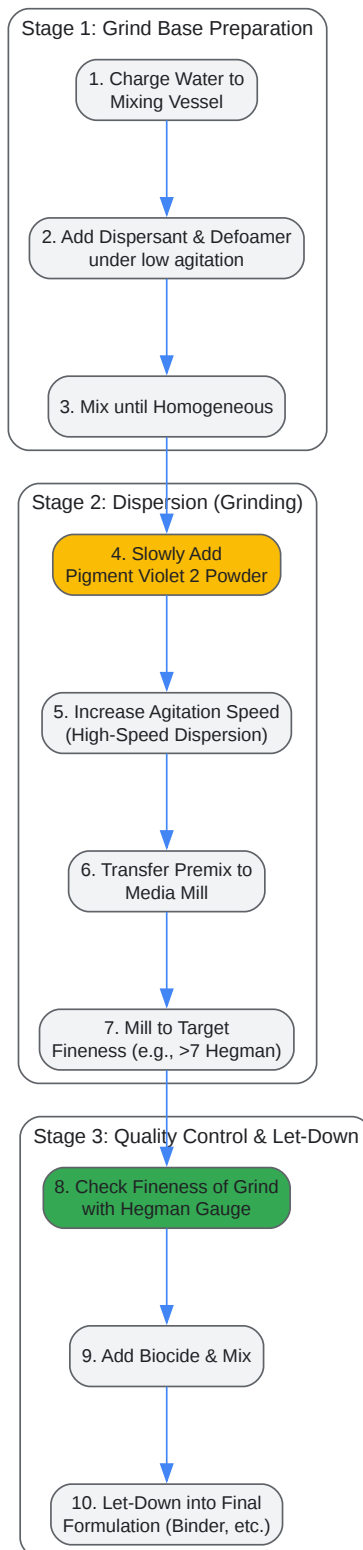 Stage 1: Grind Base Preparation
1. Charge Water to
Mixing Vessel
2. Add Dispersant & Defoamer
under low agitation
3. Mix until Homogeneous
Stage 2: Dispersion (Grinding)
4. Slowly Add
Pigment Violet 2 Powder
5. Increase Agitation Speed
(High-Speed Dispersion)
6. Transfer Premix to
Media Mill
7. Mill to Target
Fineness (e.g., >7 Hegman)
Stage 3: Quality Control & Let-Down
8. Check Fineness of Grind
with Hegman Gauge
9. Add Biocide & Mix
10. Let-Down into Final
Formulation (Binder, etc.)